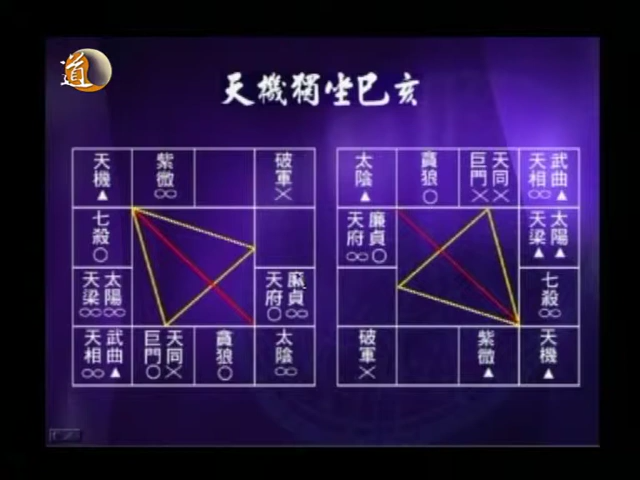 道
天機獨坐巳亥
天機▲
紫微○○
破軍╳
七殺○
天梁○○
太陽○○
天府○
廉貞○○
天相○○
武曲▲
巨門○
天同╳
貪狼○
太陰○○
太陰▲
貪狼○
巨門╳
天同╳
天相○○
武曲▲
天府○○
廉貞○
天梁▲
太陽▲
七殺○○
破軍╳
紫微▲
天機▲